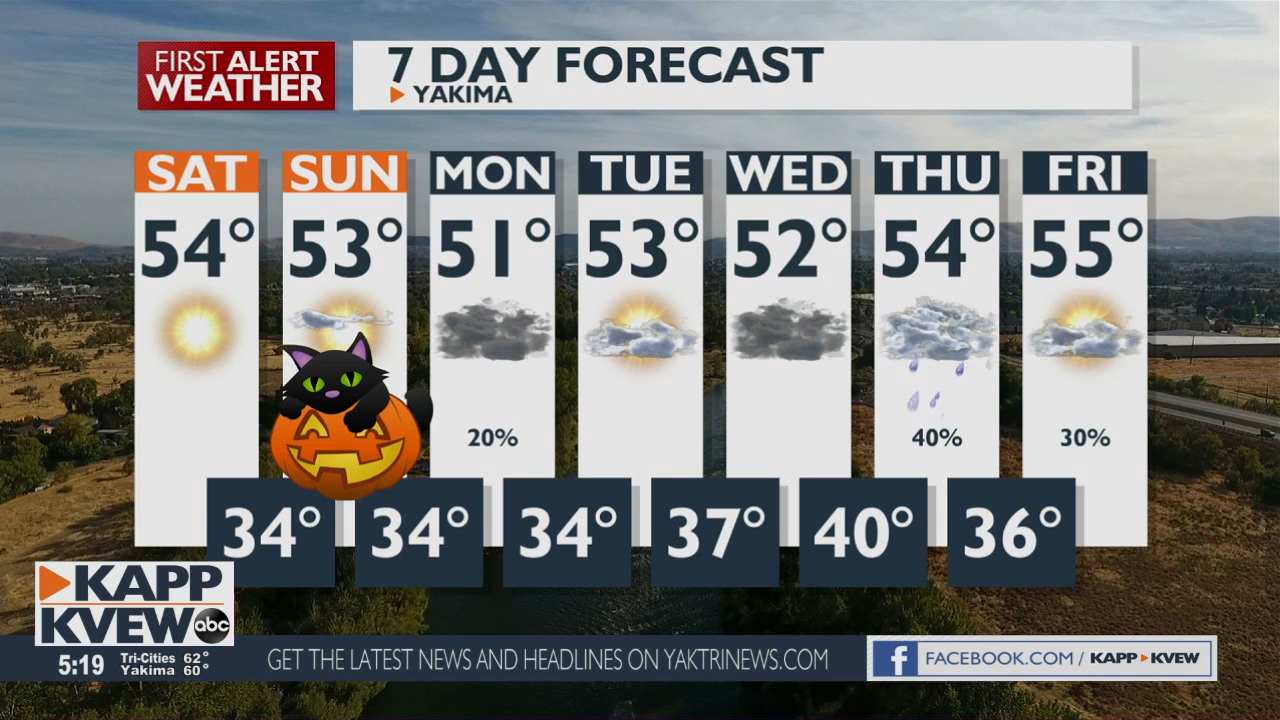 FIRST ALERT
WEATHER
7 DAY FORECAST
YAKIMA
SAT SUN MON TUE WED THU FRI
54° 53° 51° 53° 52° 54° 55°
20% 40% 30%
34° 34° 34° 37° 40° 36°
KAPP
KVEW abc
5:19
Tri-Cities 62°
Yakima 60°
GET THE LATEST NEWS AND HEADLINES ON YAKTRINEWS.COM
f FACEBOOK.COM / KAPP KVEW